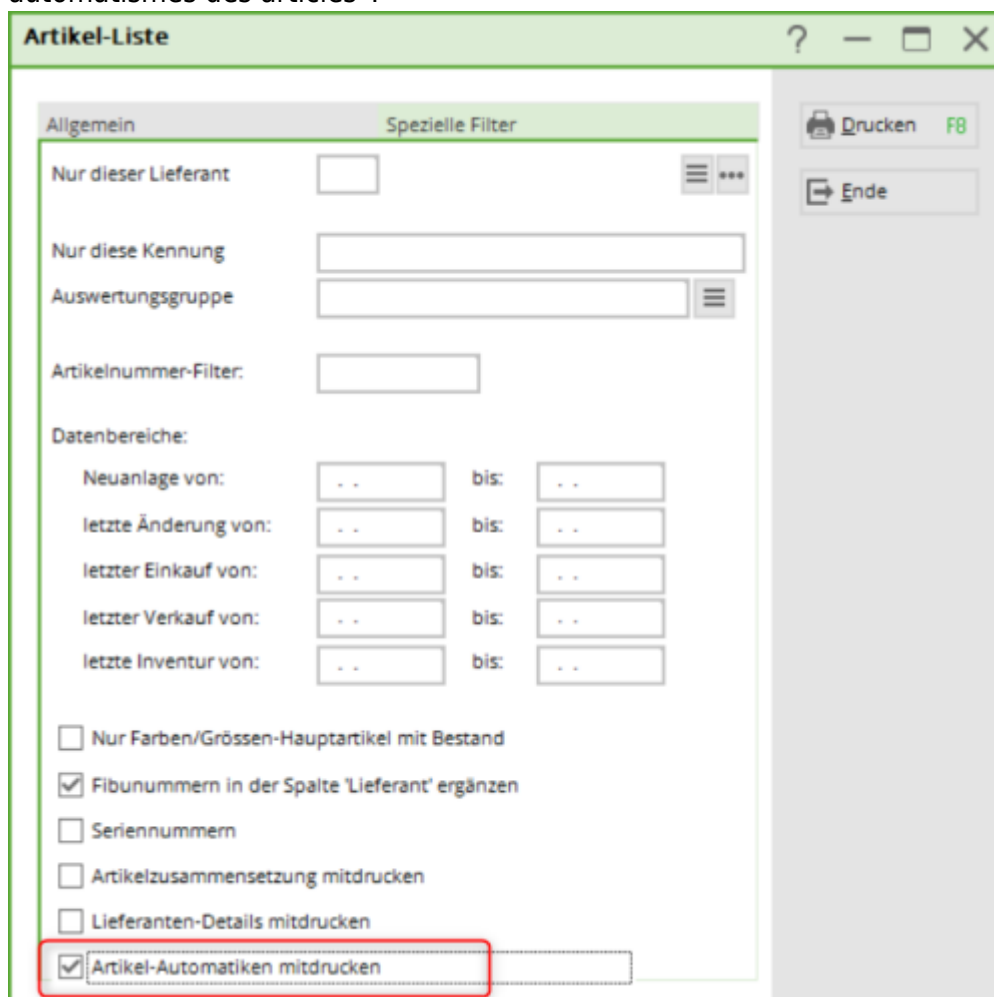 automatismes des articles".
Artikel-Liste
Allgemein Spezielle Filter
Drucken F8
Ende
Nur dieser Lieferant
Nur diese Kennung
Auswertungsgruppe
Artikelnummer-Filter:
Datenbereiche:
Neuanlage von: . . bis: . .
letzte Änderung von: . . bis: . .
letzter Einkauf von: . . bis: . .
letzter Verkauf von: . . bis: . .
letzte Inventur von: . . bis: . .
Nur Farben/Grössen-Hauptartikel mit Bestand
Fibunummern in der Spalte 'Lieferant' ergänzen
Seriennummern
Artikelzusammensetzung mitdrucken
Lieferanten-Details mitdrucken
Artikel-Automatiken mitdrucken